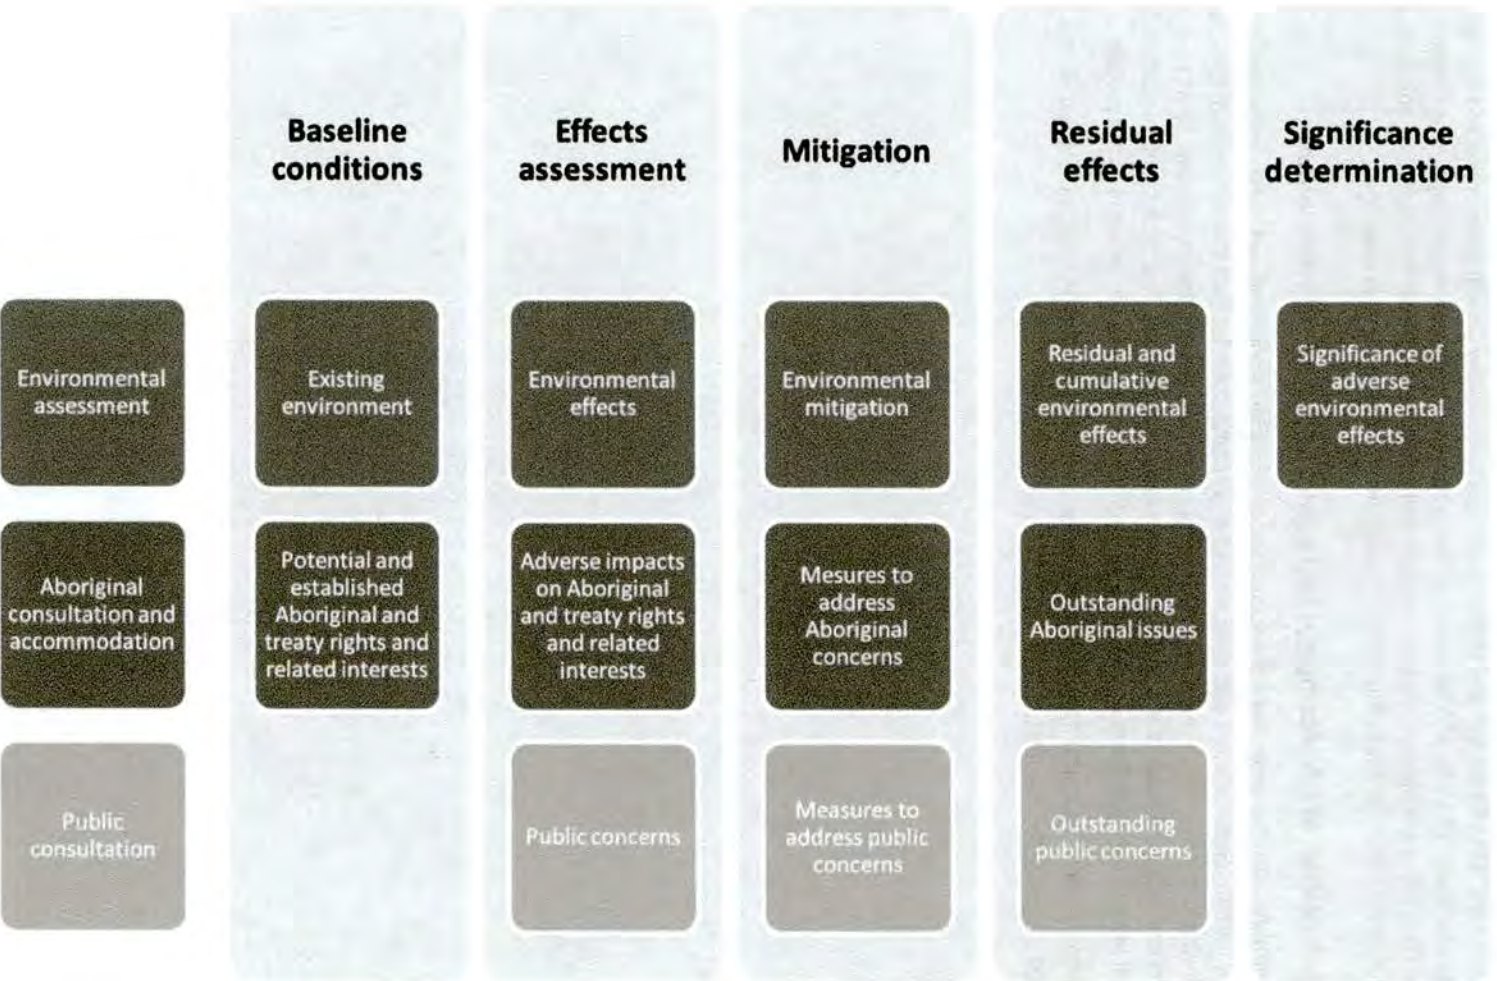 Baseline
conditions
Effects
assessment
Mitigation
Residual
effects
Significance
determination
Environmental
assessment
Existing
environment
Environmental
effects
Environmental
mitigation
Residual and
cumulative
environmental
effects
Significance of
adverse
environmental
effects
Aboriginal
consultation and
accommodation
Potential and
established
Aboriginal and
treaty rights and
related interests
Adverse impacts
on Aboriginal
and treaty rights
and related
interests
Mesures to
address
Aboriginal
concerns
Outstanding
Aboriginal issues
Public
consultation
Public concerns
Measures to
address public
concerns
Outstanding
public concerns